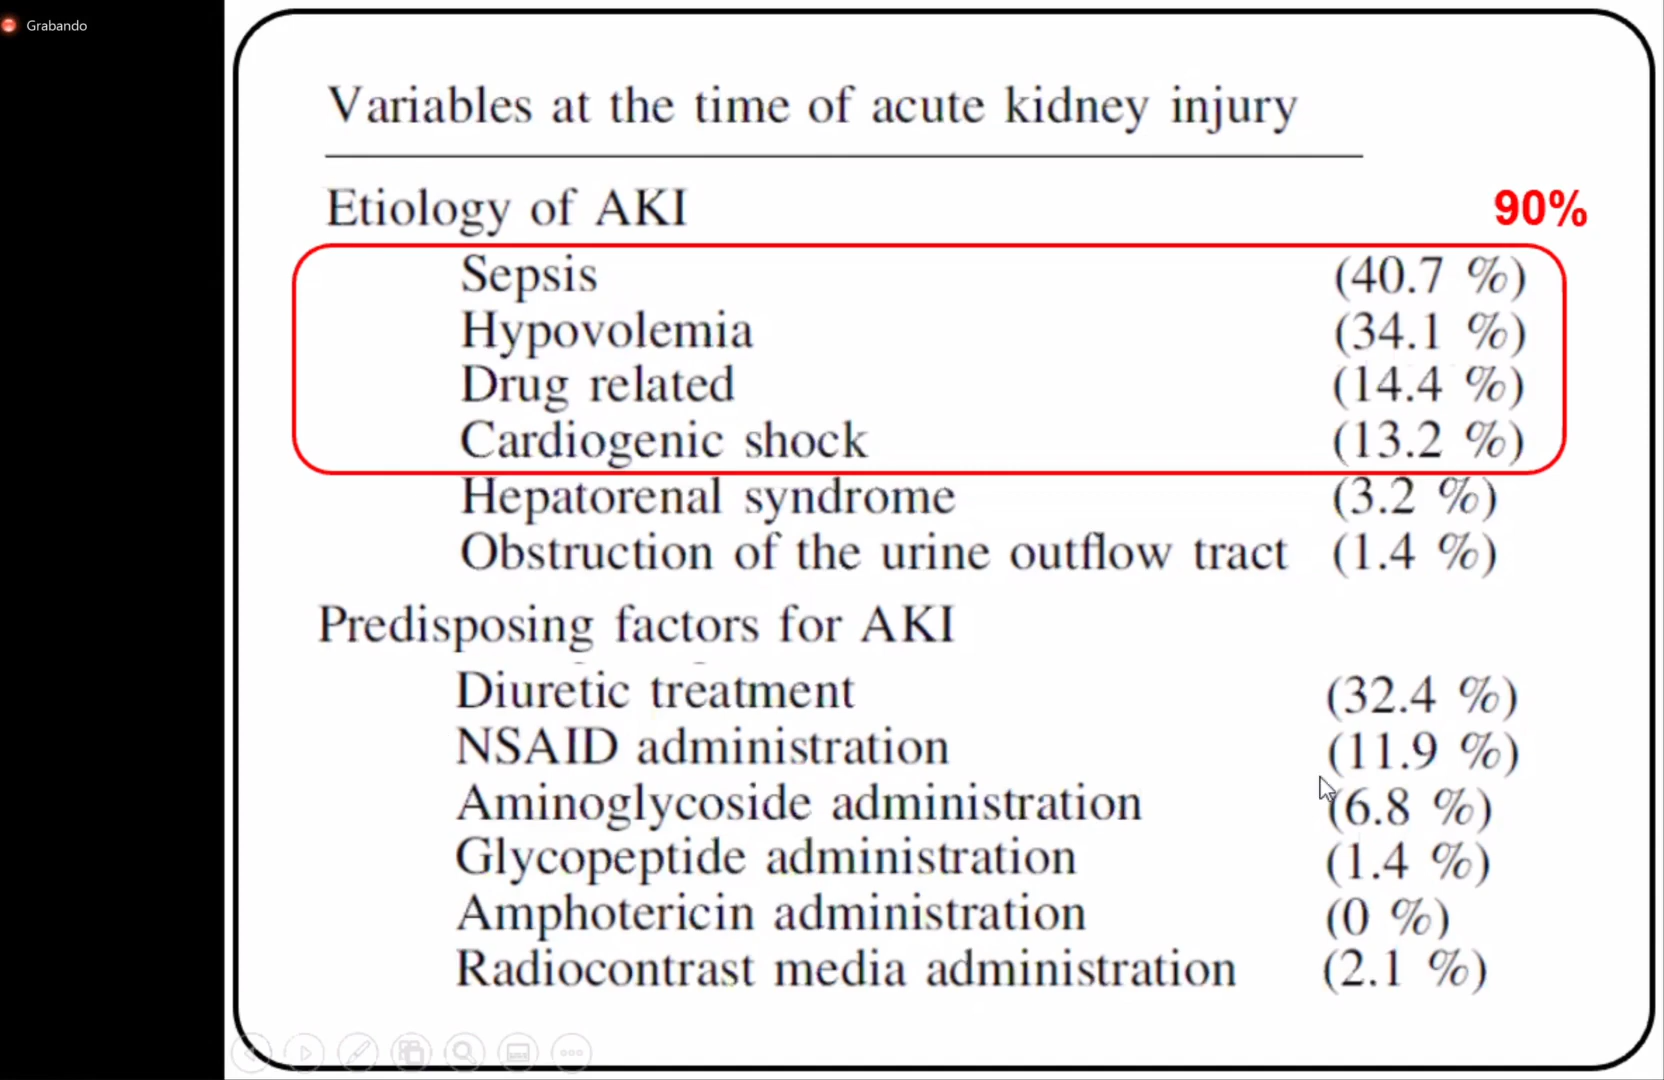 Grabando
Variables at the time of acute kidney injury
Etiology of AKI 90%
Sepsis (40.7 %)
Hypovolemia (34.1 %)
Drug related (14.4 %)
Cardiogenic shock (13.2 %)
Hepatorenal syndrome (3.2 %)
Obstruction of the urine outflow tract (1.4 %)
Predisposing factors for AKI
Diuretic treatment (32.4 %)
NSAID administration (11.9 %)
Aminoglycoside administration (6.8 %)
Glycopeptide administration (1.4 %)
Amphotericin administration (0 %)
Radiocontrast media administration (2.1 %)